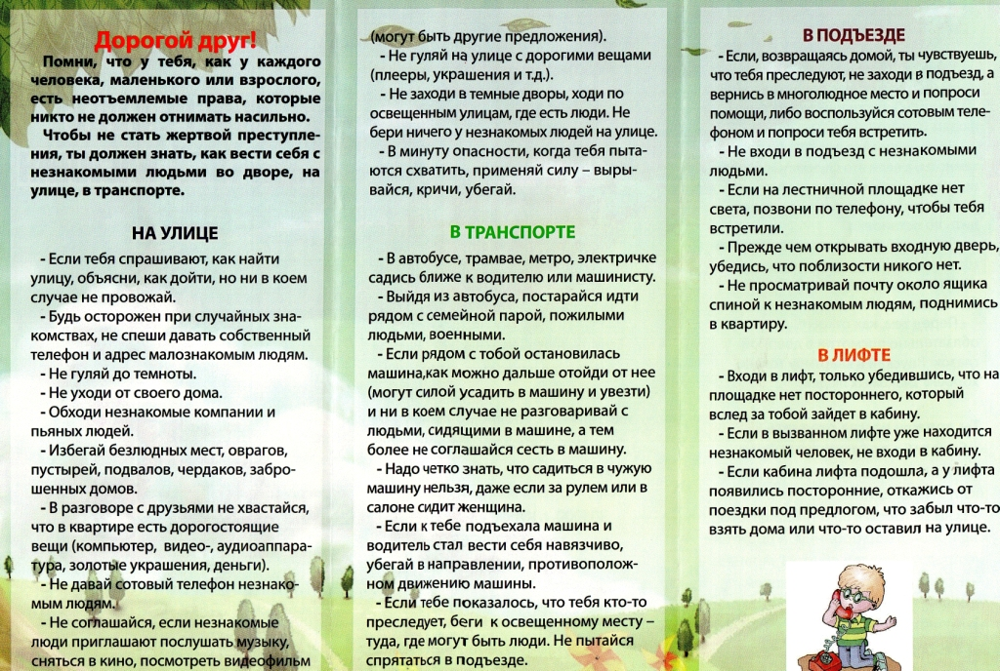 Дорогой друг!
Помни, что у тебя, как у каждого
человека, маленького или взрослого,
есть неотъемлемые права, которые
никто не должен отнимать насильно.
Чтобы не стать жертвой преступле-
ния, ты должен знать, как вести себя с
незнакомыми людьми во дворе, на
улице, в транспорте.
НА УЛИЦЕ
- Если тебя спрашивают, как найти
улицу, объясни, как дойти, но ни в коем
случае не провожай.
- Будь осторожен при случайных зна-
комствах, не спеши давать собственный
телефон и адрес малознакомым людям.
- Не гуляй до темноты.
- Не уходи от своего дома.
- Обходи незнакомые компании и
пьяных людей.
- Избегай безлюдных мест, оврагов,
пустырей, подвалов, чердаков, забро-
шенных домов.
- В разговоре с друзьями не хвастайся,
что в квартире есть дорогостоящие
вещи (компьютер, видео-, аудиоаппара-
тура, золотые украшения, деньги).
- Не давай сотовый телефон незнако-
мым людям.
- Не соглашайся, если незнакомые
люди приглашают послушать музыку,
сняться в кино, посмотреть видеофильм
(могут быть другие предложения).
- Не гуляй на улице с дорогими вещами
(плееры, украшения и т.д.).
- Не заходи в темные дворы, ходи по
освещенным улицам, где есть люди. Не
бери ничего у незнакомых людей на улице.
- В минуту опасности, когда тебя пыта-
ются схватить, применяй силу – выры-
вайся, кричи, убегай.
В ТРАНСПОРТЕ
- В автобусе, трамвае, метро, электричке
садись ближе к водителю или машинисту.
- Выйдя из автобуса, постарайся идти
рядом с семейной парой, пожилыми
людьми, военными.
- Если рядом с тобой остановилась
машина,как можно дальше отойди от нее
(могут силой усадить в машину и увезти)
и ни в коем случае не разговаривай с
людьми, сидящими в машине, а тем
более не соглашайся сесть в машину.
- Надо четко знать, что садиться в чужую
машину нельзя, даже если за рулем или в
салоне сидит женщина.
- Если к тебе подъехала машина и
водитель стал вести себя навязчиво,
убегай в направлении, противополож-
ном движению машины.
- Если тебе показалось, что тебя кто-то
преследует, беги к освещенному месту –
туда, где могут быть люди. Не пытайся
спрятаться в подъезде.
В ПОДЪЕЗДЕ
- Если, возвращаясь домой, ты чувствуешь,
что тебя преследуют, не заходи в подъезд, а
вернись в многолюдное место и попроси
помощи, либо воспользуйся сотовым теле-
фоном и попроси тебя встретить.
- Не входи в подъезд с незнакомыми
людьми.
- Если на лестничной площадке нет
света, позвони по телефону, чтобы тебя
встретили.
- Прежде чем открывать входную дверь,
убедись, что поблизости никого нет.
- Не просматривай почту около ящика
спиной к незнакомым людям, поднимись
в квартиру.
В ЛИФТЕ
- Входи в лифт, только убедившись, что на
площадке нет постороннего, который
вслед за тобой зайдет в кабину.
- Если в вызванном лифте уже находится
незнакомый человек, не входи в кабину.
- Если кабина лифта подошла, а у лифта
появились посторонние, откажись от
поездки под предлогом, что забыл что-то
взять дома или что-то оставил на улице.